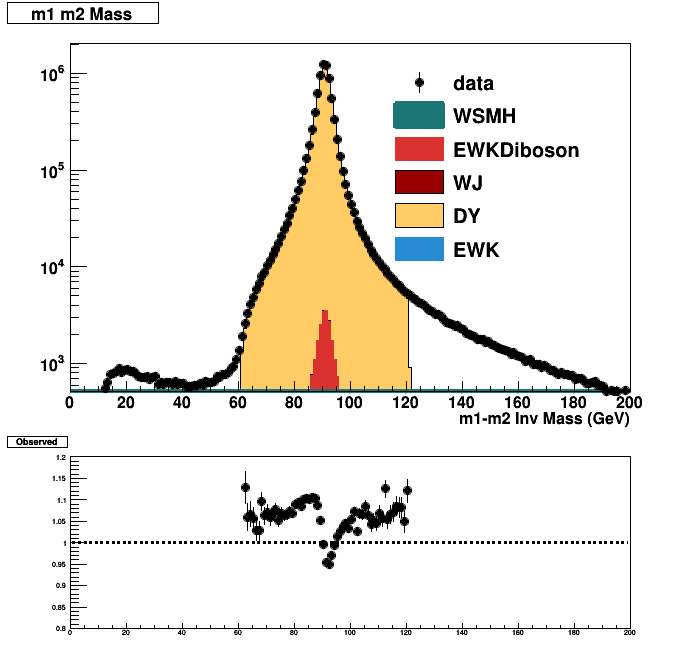 m1 m2 Mass
10^6
10^5
10^4
10^3
data
WSMH
EWKDiboson
WJ
DY
EWK
0 20 40 60 80 100 120 140 160 180 200
m1-m2 Inv Mass (GeV)
Observed
1.2
1.15
1.1
1.05
1
0.95
0.9
0.85
0.8
0 20 40 60 80 100 120 140 160 180 200